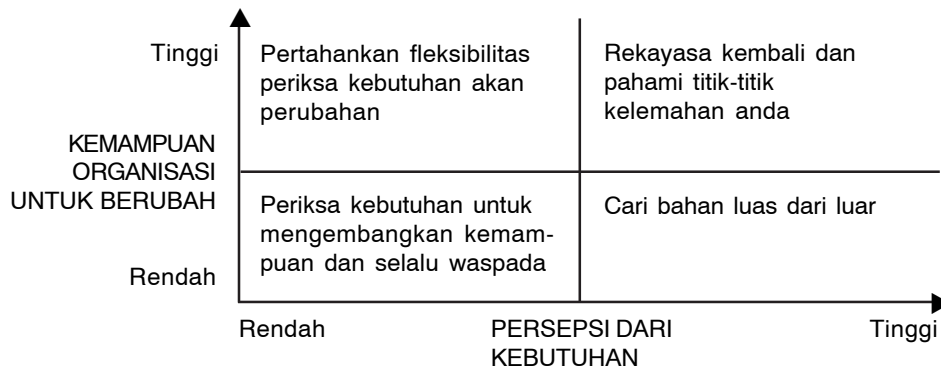 Tinggi
Pertahankan fleksibilitas
periksa kebutuhan akan
perubahan
Rekayasa kembali dan
pahami titik-titik
kelemahan anda
KEMAMPUAN
ORGANISASI
UNTUK BERUBAH
Periksa kebutuhan untuk
mengembangkan kemam-
puan dan selalu waspada
Cari bahan luas dari luar
Rendah
Rendah
PERSEPSI DARI
KEBUTUHAN
Tinggi